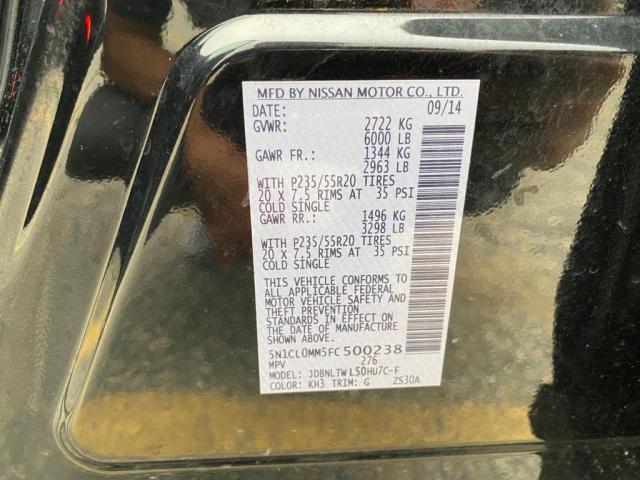 MFD BY NISSAN MOTOR CO., LTD.
DATE: 09/14
GVWR: 2722 KG
6000 LB
GAWR FR.: 1344 KG
2963 LB
WITH P235/55R20 TIRES
20 X 7.5 RIMS AT 35 PSI
COLD SINGLE
GAWR RR.: 1496 KG
3298 LB
WITH P235/55R20 TIRES
20 X 7.5 RIMS AT 35 PSI
COLD SINGLE
THIS VEHICLE CONFORMS TO
ALL APPLICABLE FEDERAL
MOTOR VEHICLE SAFETY AND
THEFT PREVENTION
STANDARDS IN EFFECT ON
THE DATE OF MANUFACTURE
SHOWN ABOVE
5N1CL0MM5FC500238
MPV 276
MODEL: JDBNLTWL50HU7C-F
COLOR: KH3 TRIM: G ZS30A